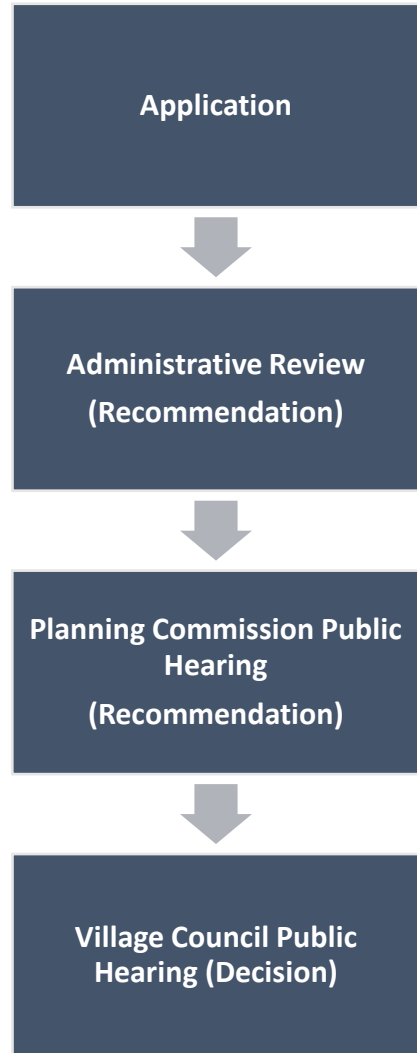 Application
Administrative Review
(Recommendation)
Planning Commission Public
Hearing
(Recommendation)
Village Council Public
Hearing (Decision)